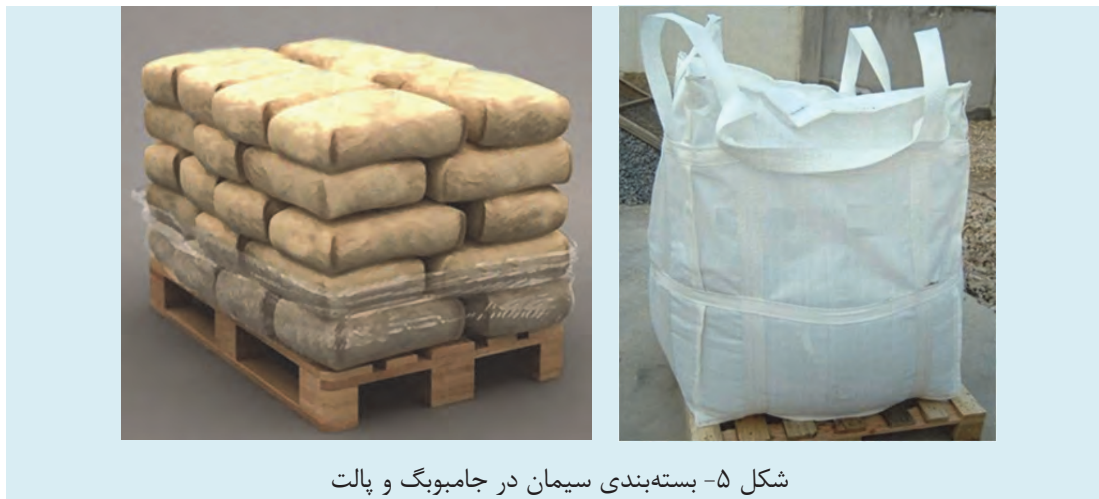 شکل ۵- بسته‌بندی سیمان در جامبوبگ و پالت